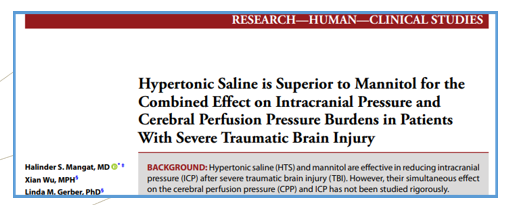 RESEARCH—HUMAN—CLINICAL STUDIES
Hypertonic Saline is Superior to Mannitol for the
Combined Effect on Intracranial Pressure and
Cerebral Perfusion Pressure Burdens in Patients
With Severe Traumatic Brain Injury
Halinder S. Mangat, MD *‡
Xian Wu, MPH§
Linda M. Gerber, PhD§
BACKGROUND: Hypertonic saline (HTS) and mannitol are effective in reducing intracranial
pressure (ICP) after severe traumatic brain injury (TBI). However, their simultaneous effect
on the cerebral perfusion pressure (CPP) and ICP has not been studied rigorously.